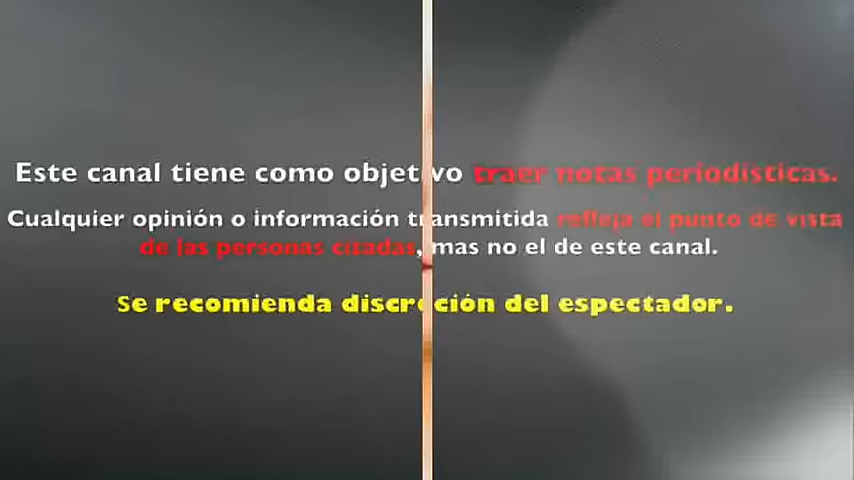 Este canal tiene como objetivo traer notas periodísticas.
Cualquier opinión o información transmitida refleja el punto de vista
de las personas citadas, mas no el de este canal.
Se recomienda discreción del espectador.